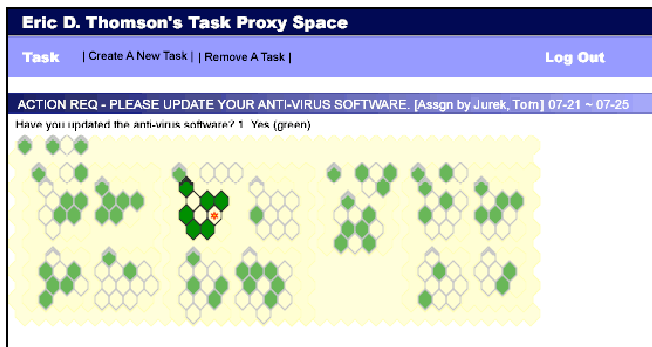 Eric D. Thomson's Task Proxy Space
Task | Create A New Task | | Remove A Task | Log Out
ACTION REQ - PLEASE UPDATE YOUR ANTI-VIRUS SOFTWARE. [Assgn by Jurek, Tom] 07-21 ~ 07-25
Have you updated the anti-virus software? 1. Yes (green)